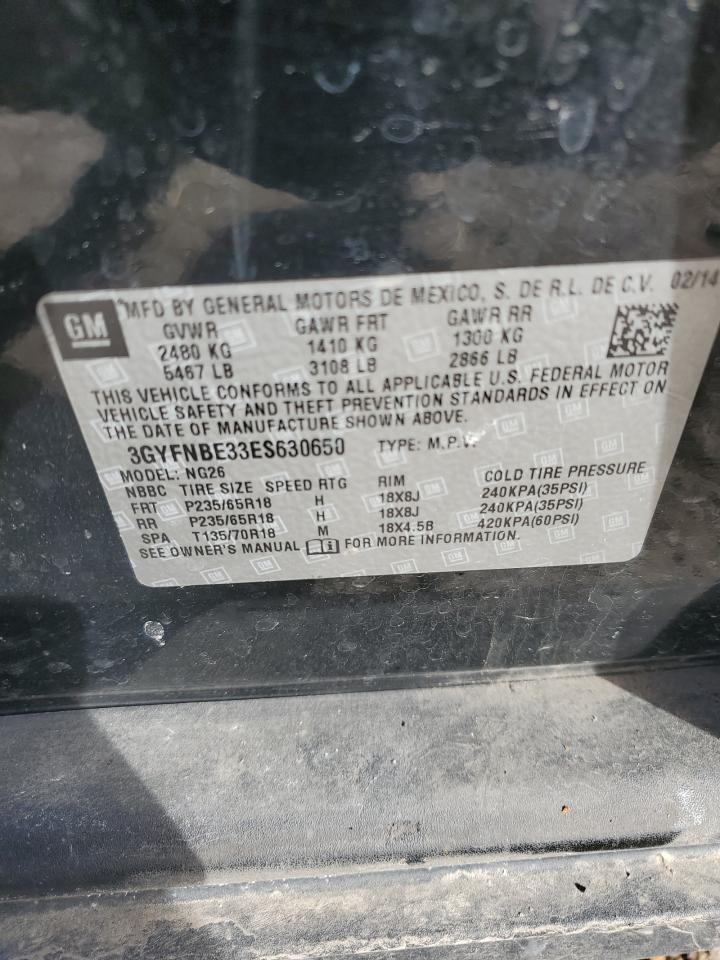 GM
MFD BY GENERAL MOTORS DE MEXICO, S. DE R.L. DE C.V. 02/14
GVWR GAWR FRT GAWR RR
2480 KG 1410 KG 1300 KG
5467 LB 3108 LB 2866 LB
THIS VEHICLE CONFORMS TO ALL APPLICABLE U.S. FEDERAL MOTOR
VEHICLE SAFETY AND THEFT PREVENTION STANDARDS IN EFFECT ON
THE DATE OF MANUFACTURE SHOWN ABOVE.
3GYFNBE33ES630650 TYPE: M.P.V.
MODEL: NG26
NBBC TIRE SIZE SPEED RTG RIM COLD TIRE PRESSURE
FRT P235/65R18 H 18X8J 240KPA(35PSI)
RR P235/65R18 H 18X8J 240KPA(35PSI)
SPA T135/70R18 M 18X4.5B 420KPA(60PSI)
SEE OWNER'S MANUAL FOR MORE INFORMATION.